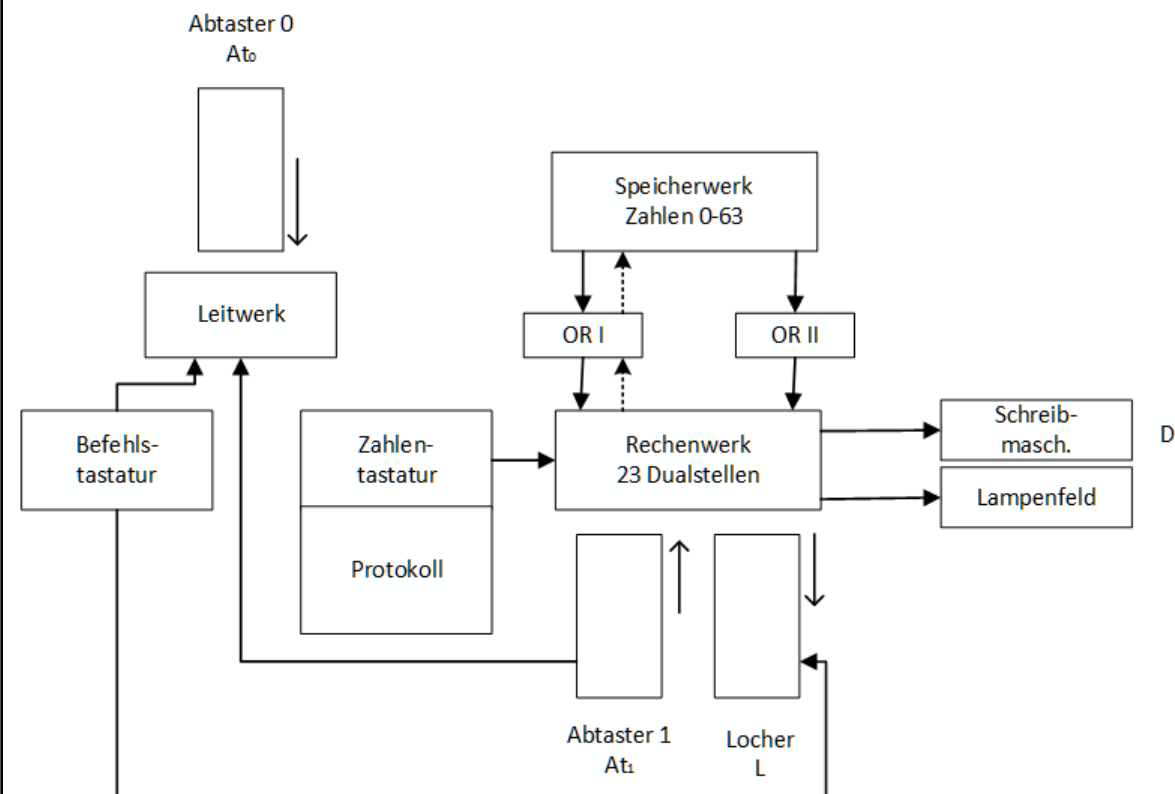 Abtaster 0
At₀
Speicherwerk
Zahlen 0-63
Leitwerk
OR I
OR II
Befehls-
tastatur
Zahlen-
tastatur
Rechenwerk
23 Dualstellen
Schreib-
masch.
D
Lampenfeld
Protokoll
Abtaster 1
At₁
Locher
L